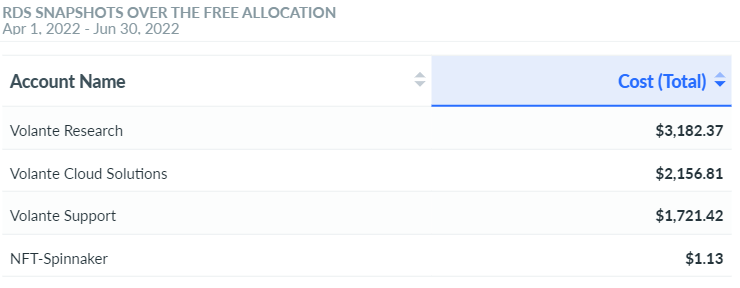 RDS SNAPSHOTS OVER THE FREE ALLOCATION
Apr 1, 2022 - Jun 30, 2022
Account Name Cost (Total)
Volante Research $3,182.37
Volante Cloud Solutions $2,156.81
Volante Support $1,721.42
NFT-Spinnaker $1.13